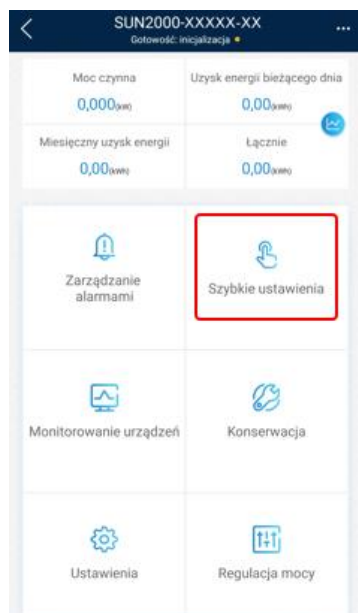 SUN2000-XXXXX-XX
Gotowość: inicjalizacja
Moc czynna
Uzysk energii bieżącego dnia
0,000(kW)
0,00(kWh)
Miesięczny uzysk energii
Łącznie
0,00(kWh)
0,00(kWh)
Zarządzanie
alarmami
Szybkie ustawienia
Monitorowanie urządzeń
Konserwacja
Ustawienia
Regulacja mocy